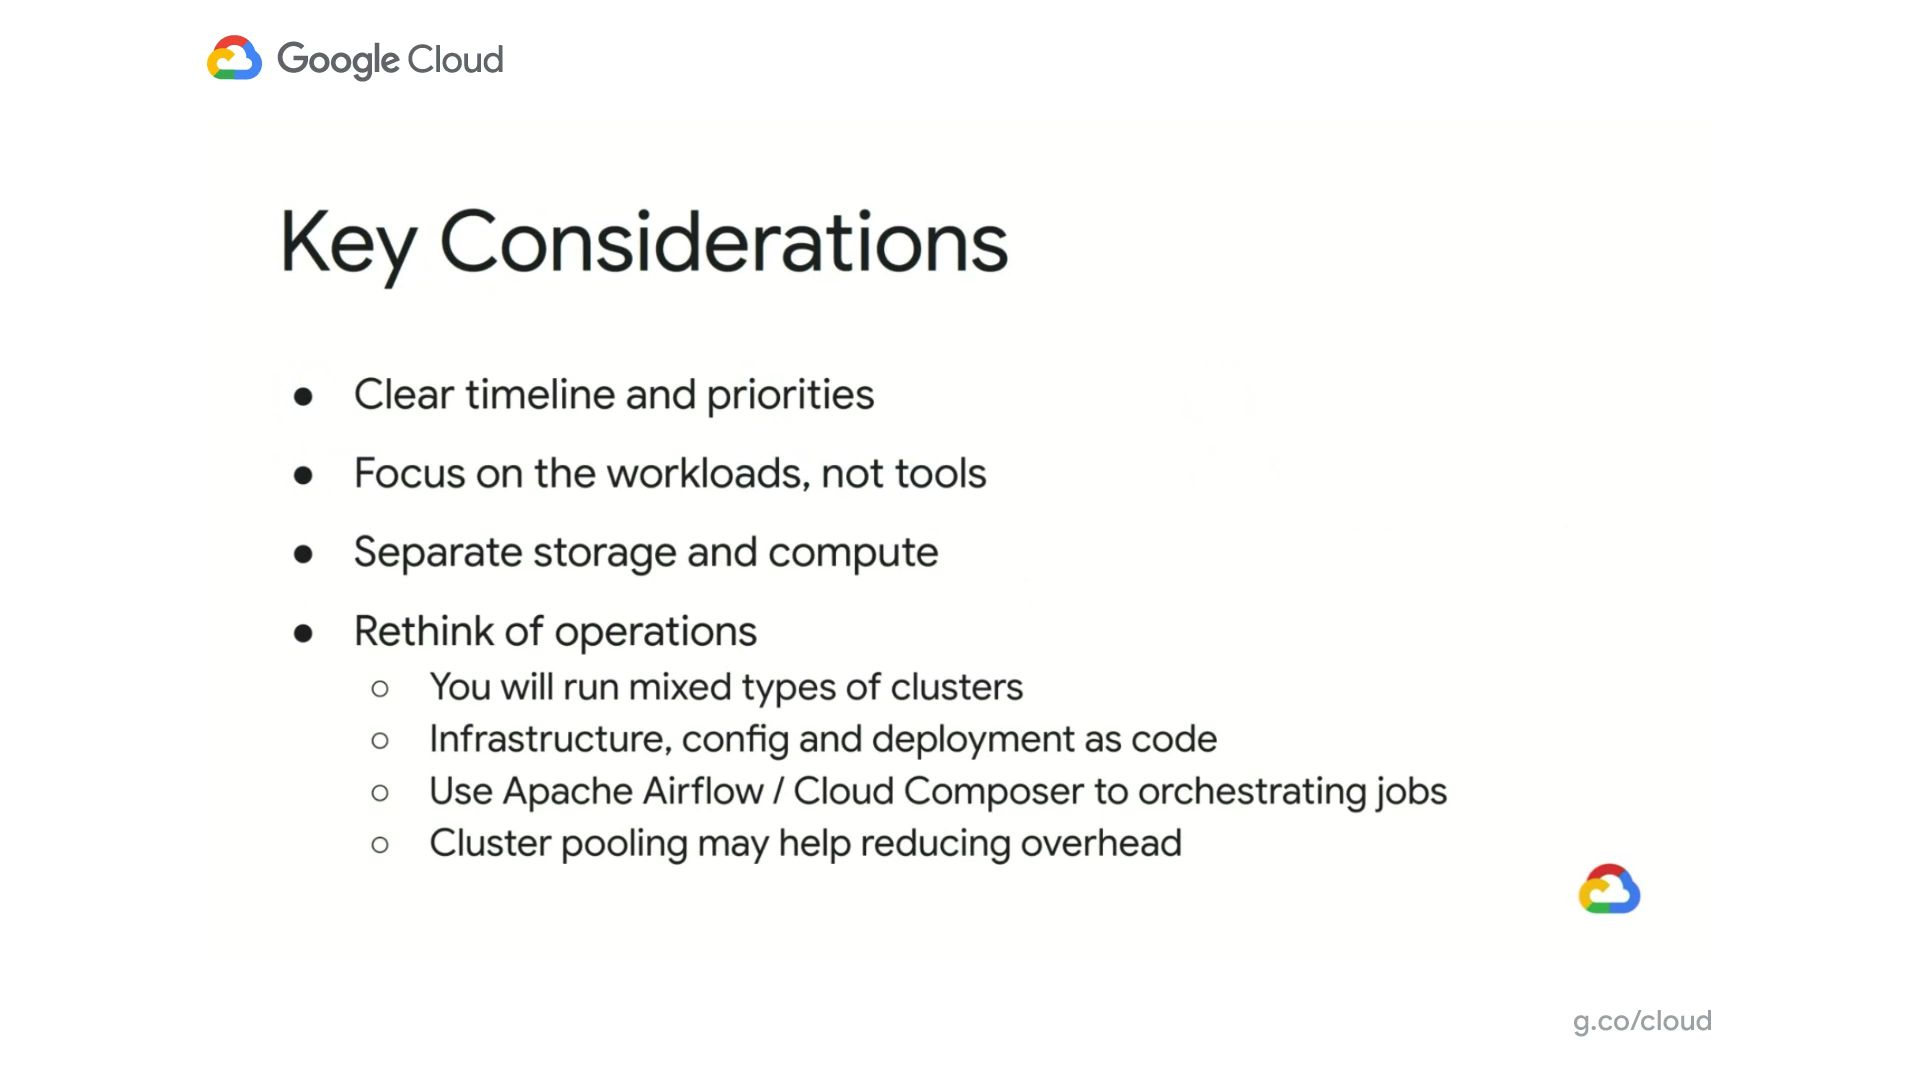 Google Cloud
Key Considerations
● Clear timeline and priorities
● Focus on the workloads, not tools
● Separate storage and compute
● Rethink of operations
○ You will run mixed types of clusters
○ Infrastructure, config and deployment as code
○ Use Apache Airflow / Cloud Composer to orchestrating jobs
○ Cluster pooling may help reducing overhead
g.co/cloud